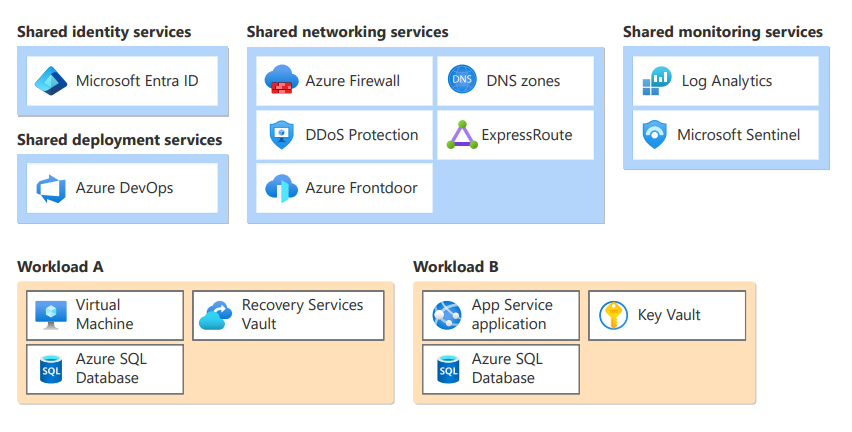 Shared identity services
Microsoft Entra ID
Shared deployment services
Azure DevOps
Shared networking services
Azure Firewall
DNS
DNS zones
DDoS Protection
ExpressRoute
Azure Frontdoor
Shared monitoring services
Log Analytics
Microsoft Sentinel
Workload A
Virtual
Machine
Recovery Services
Vault
SQL
Azure SQL
Database
Workload B
App Service
application
Key Vault
SQL
Azure SQL
Database